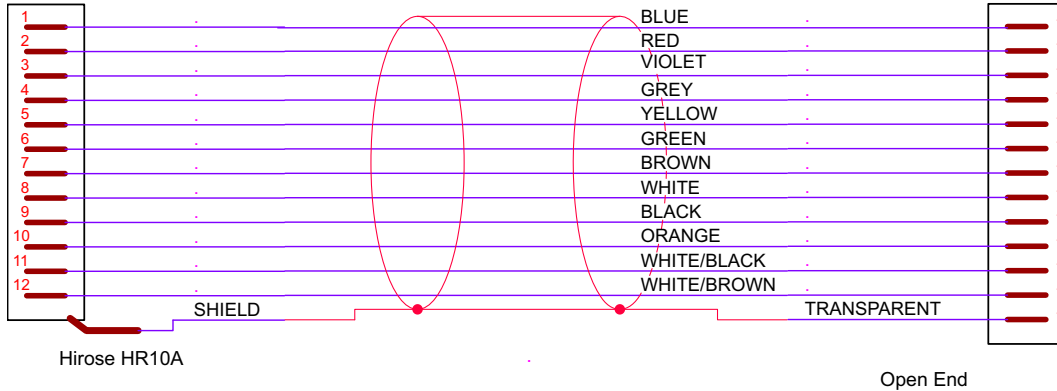 1 BLUE
2 RED
3 VIOLET
4 GREY
5 YELLOW
6 GREEN
7 BROWN
8 WHITE
9 BLACK
10 ORANGE
11 WHITE/BLACK
12 WHITE/BROWN
SHIELD TRANSPARENT
Hirose HR10A
Open End